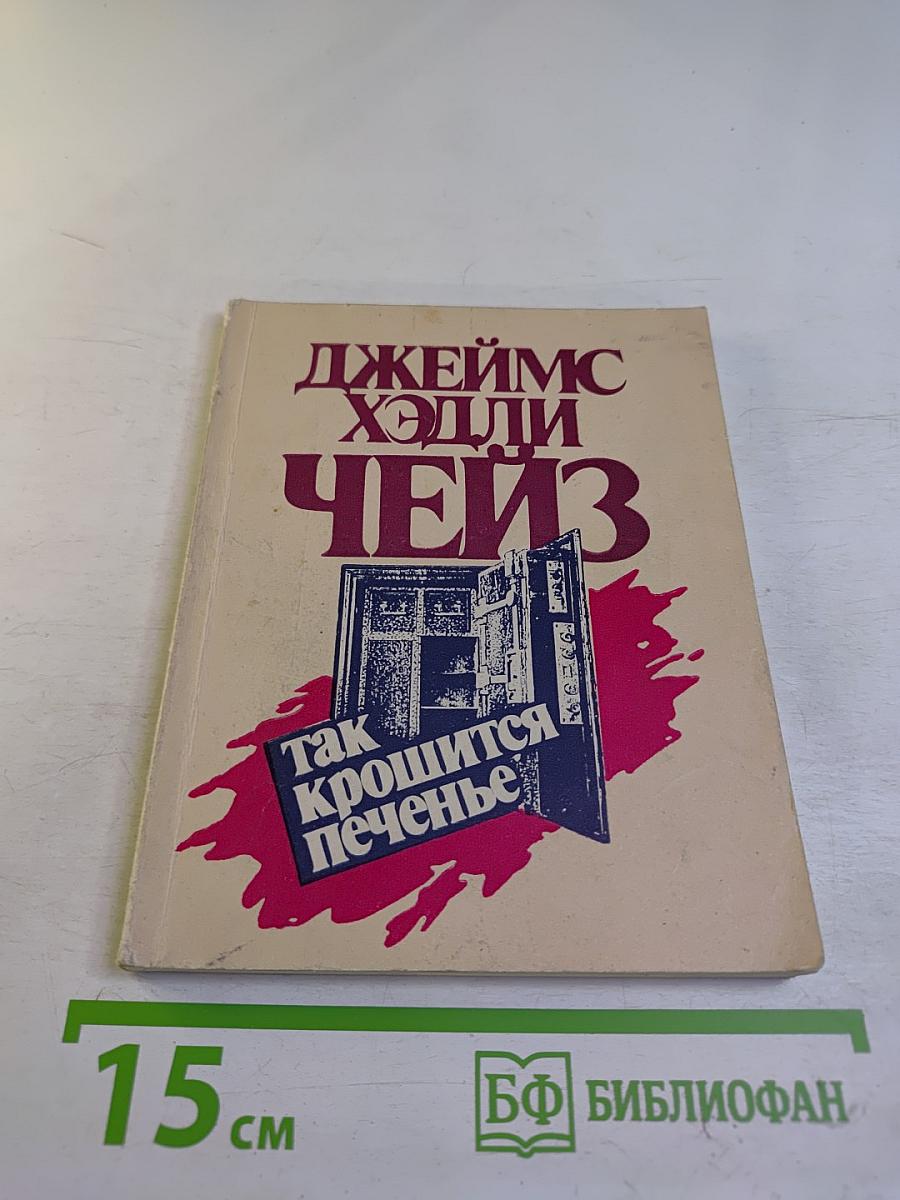 ДЖЕЙМС
ХЭДЛИ
ЧЕЙЗ
так
крошится
печенье
15 см
БФ БИБЛИОФАН